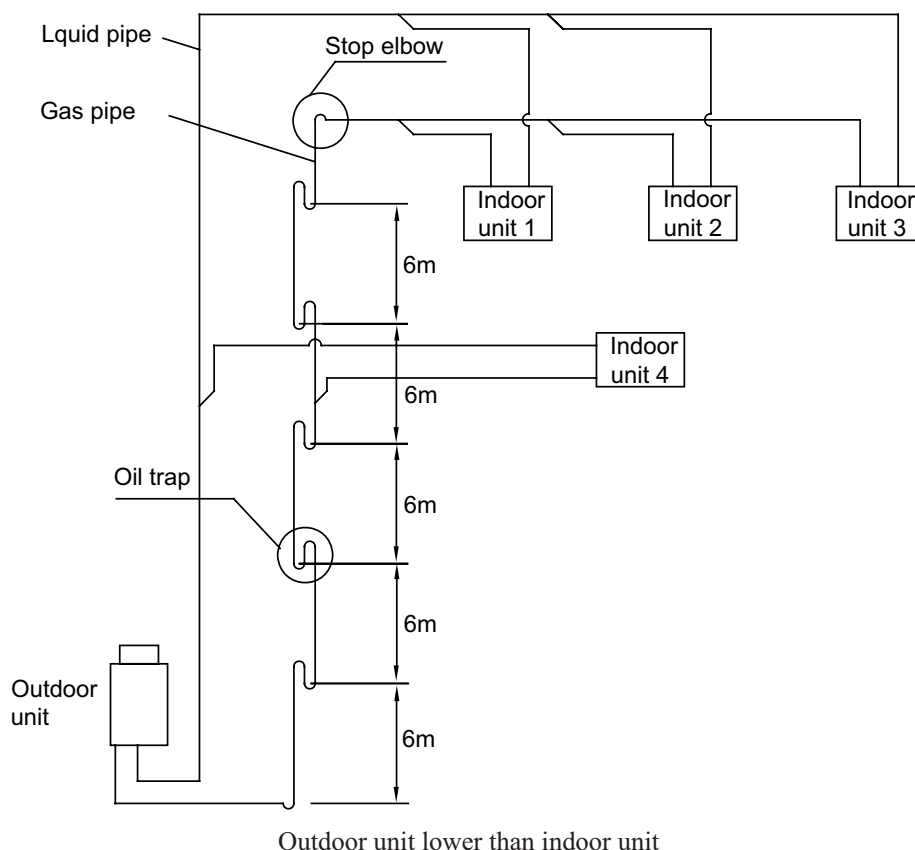 Lquid pipe
Stop elbow
Gas pipe
Indoor
unit 1
Indoor
unit 2
Indoor
unit 3
6m
Indoor
unit 4
6m
Oil trap
6m
6m
Outdoor
unit
6m
Outdoor unit lower than indoor unit